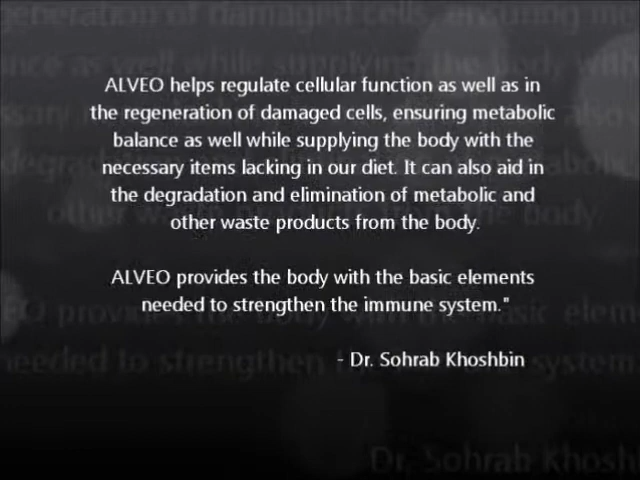 ALVEO helps regulate cellular function as well as in
the regeneration of damaged cells, ensuring metabolic
balance as well while supplying the body with the
necessary items lacking in our diet. It can also aid in
the degradation and elimination of metabolic and
other waste products from the body.
ALVEO provides the body with the basic elements
needed to strengthen the immune system."
- Dr. Sohrab Khoshbin